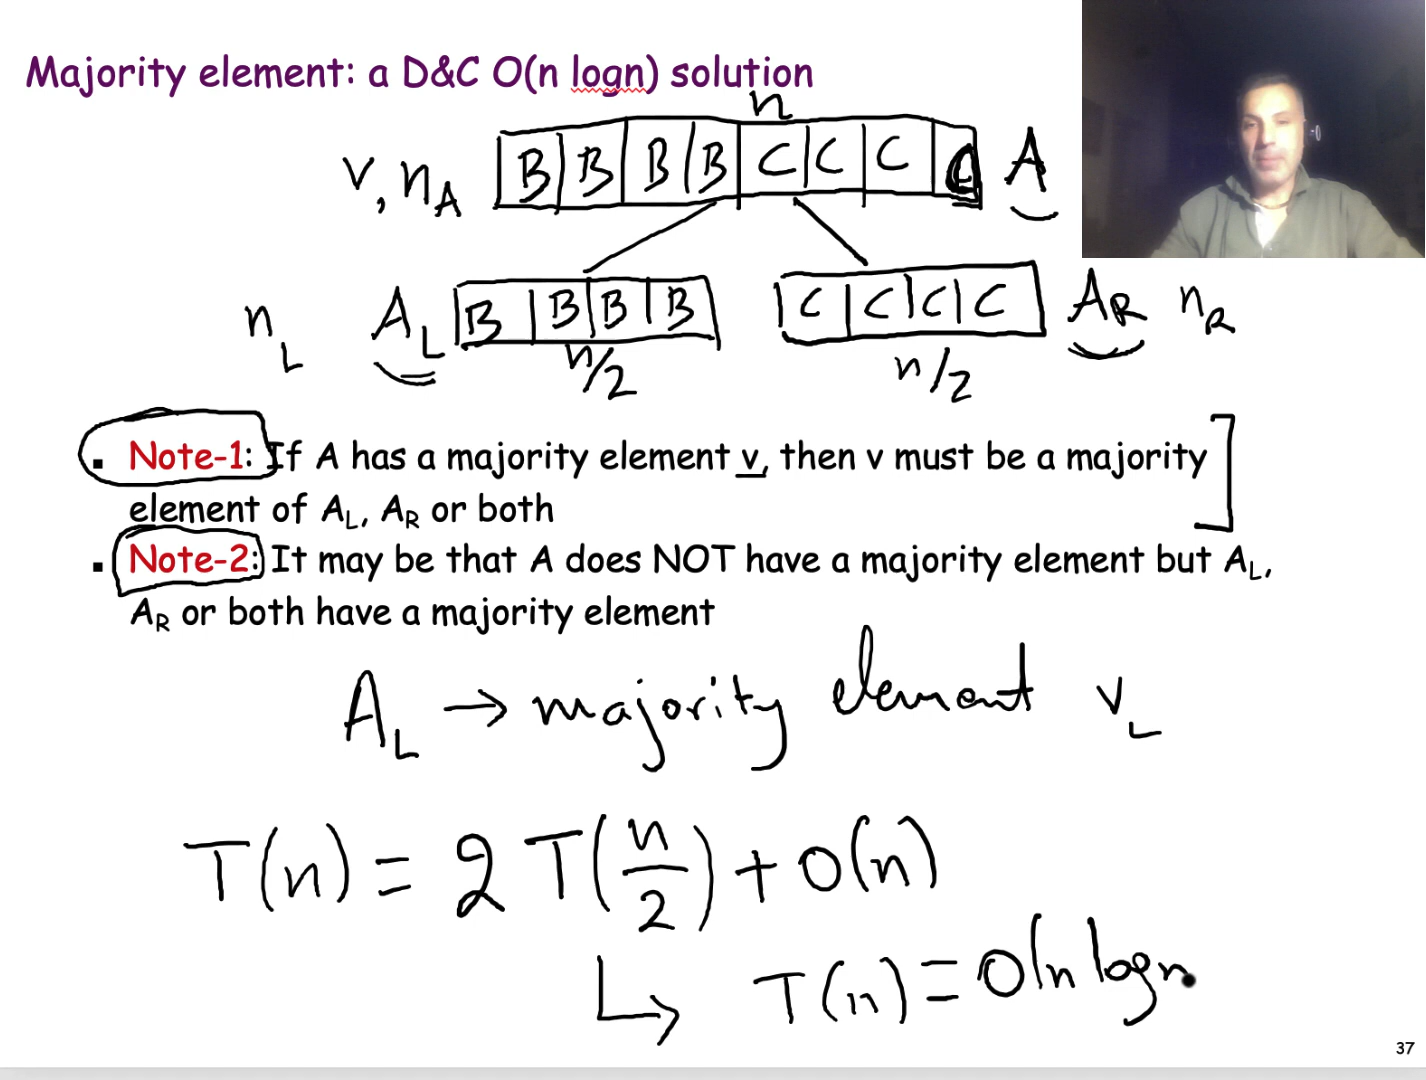 Majority element: a D&C O(n logn) solution
n
v, nA B B B B C C C C A
nL AL B B B B C C C C AR nR
n/2 n/2
▪ Note-1: If A has a majority element v, then v must be a majority
element of AL, AR or both
▪ Note-2: It may be that A does NOT have a majority element but AL,
AR or both have a majority element
AL → majority element vL
T(n) = 2 T(n/2) + O(n)
↳ T(n) = O(n logn
37